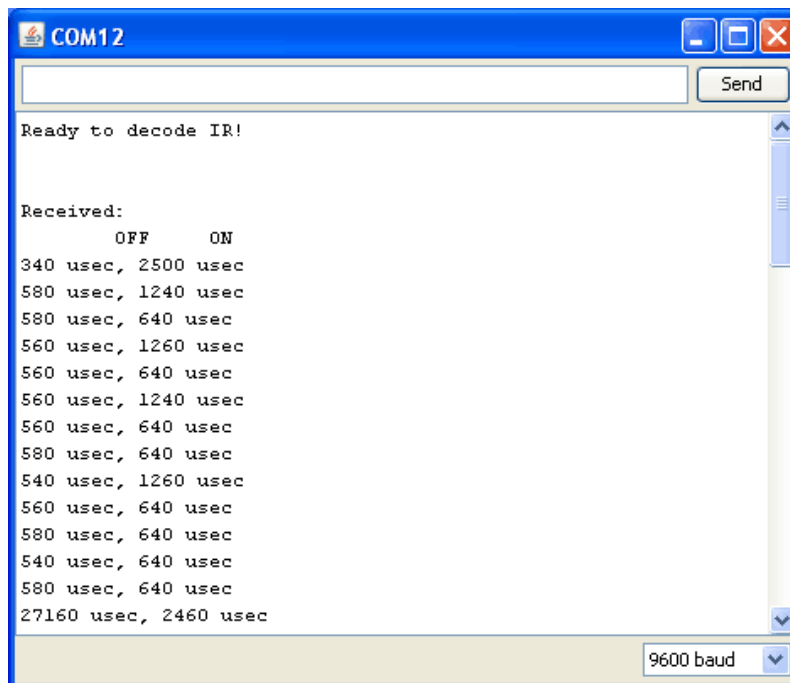 COM12
Send
Ready to decode IR!
Received:
OFF ON
340 usec, 2500 usec
580 usec, 1240 usec
580 usec, 640 usec
560 usec, 1260 usec
560 usec, 640 usec
560 usec, 1240 usec
560 usec, 640 usec
580 usec, 640 usec
540 usec, 1260 usec
560 usec, 640 usec
580 usec, 640 usec
540 usec, 640 usec
580 usec, 640 usec
27160 usec, 2460 usec
9600 baud